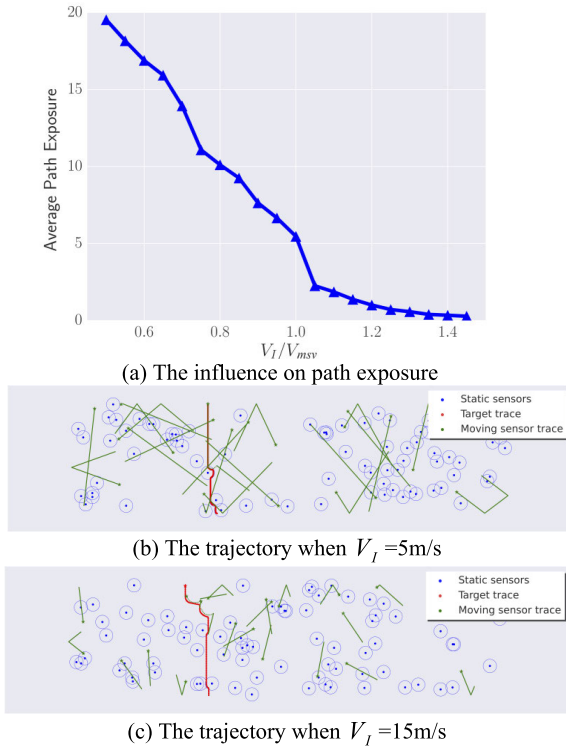 20
15
10
5
0
Average Path Exposure
0.6 0.8 1.0 1.2 1.4
V_I/V_msv
(a) The influence on path exposure
Static sensors
Target trace
Moving sensor trace
(b) The trajectory when V_I =5m/s
Static sensors
Target trace
Moving sensor trace
(c) The trajectory when V_I =15m/s